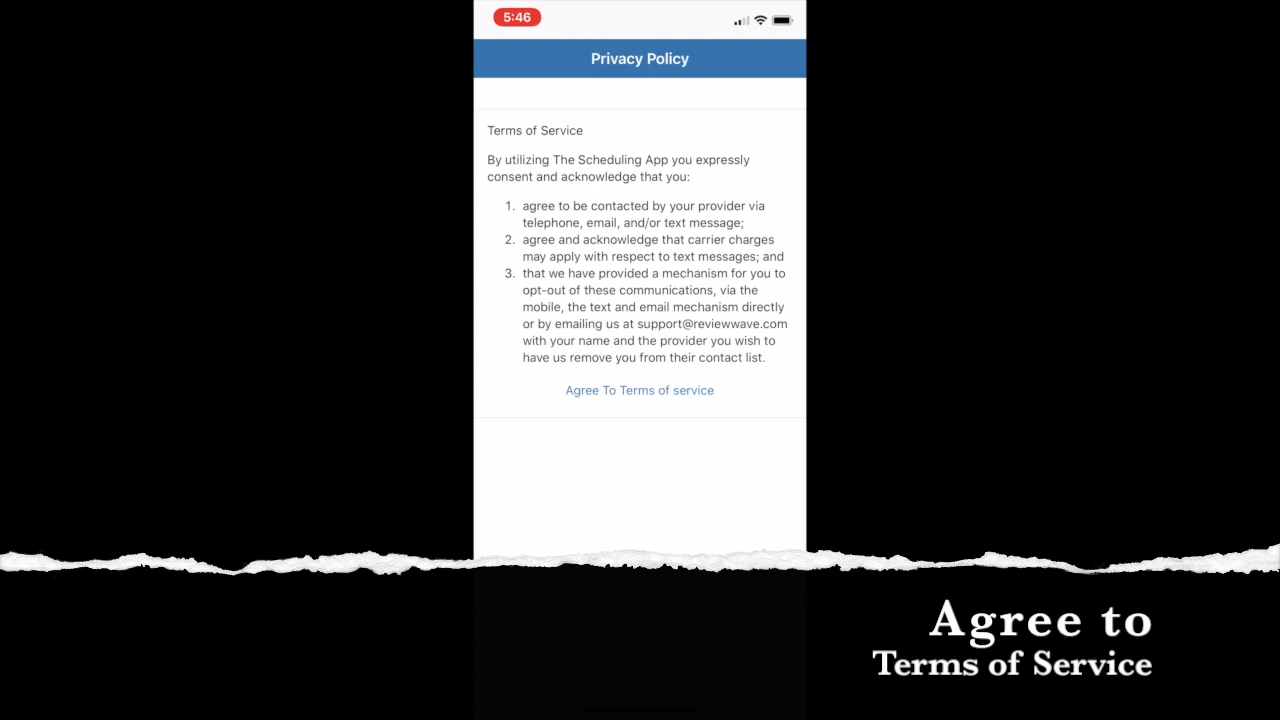 5:46
Privacy Policy
Terms of Service
By utilizing The Scheduling App you expressly
consent and acknowledge that you:
1. agree to be contacted by your provider via
telephone, email, and/or text message;
2. agree and acknowledge that carrier charges
may apply with respect to text messages; and
3. that we have provided a mechanism for you to
opt-out of these communications, via the
mobile, the text and email mechanism directly
or by emailing us at support@reviewwave.com
with your name and the provider you wish to
have us remove you from their contact list.
Agree To Terms of service
Agree to
Terms of Service